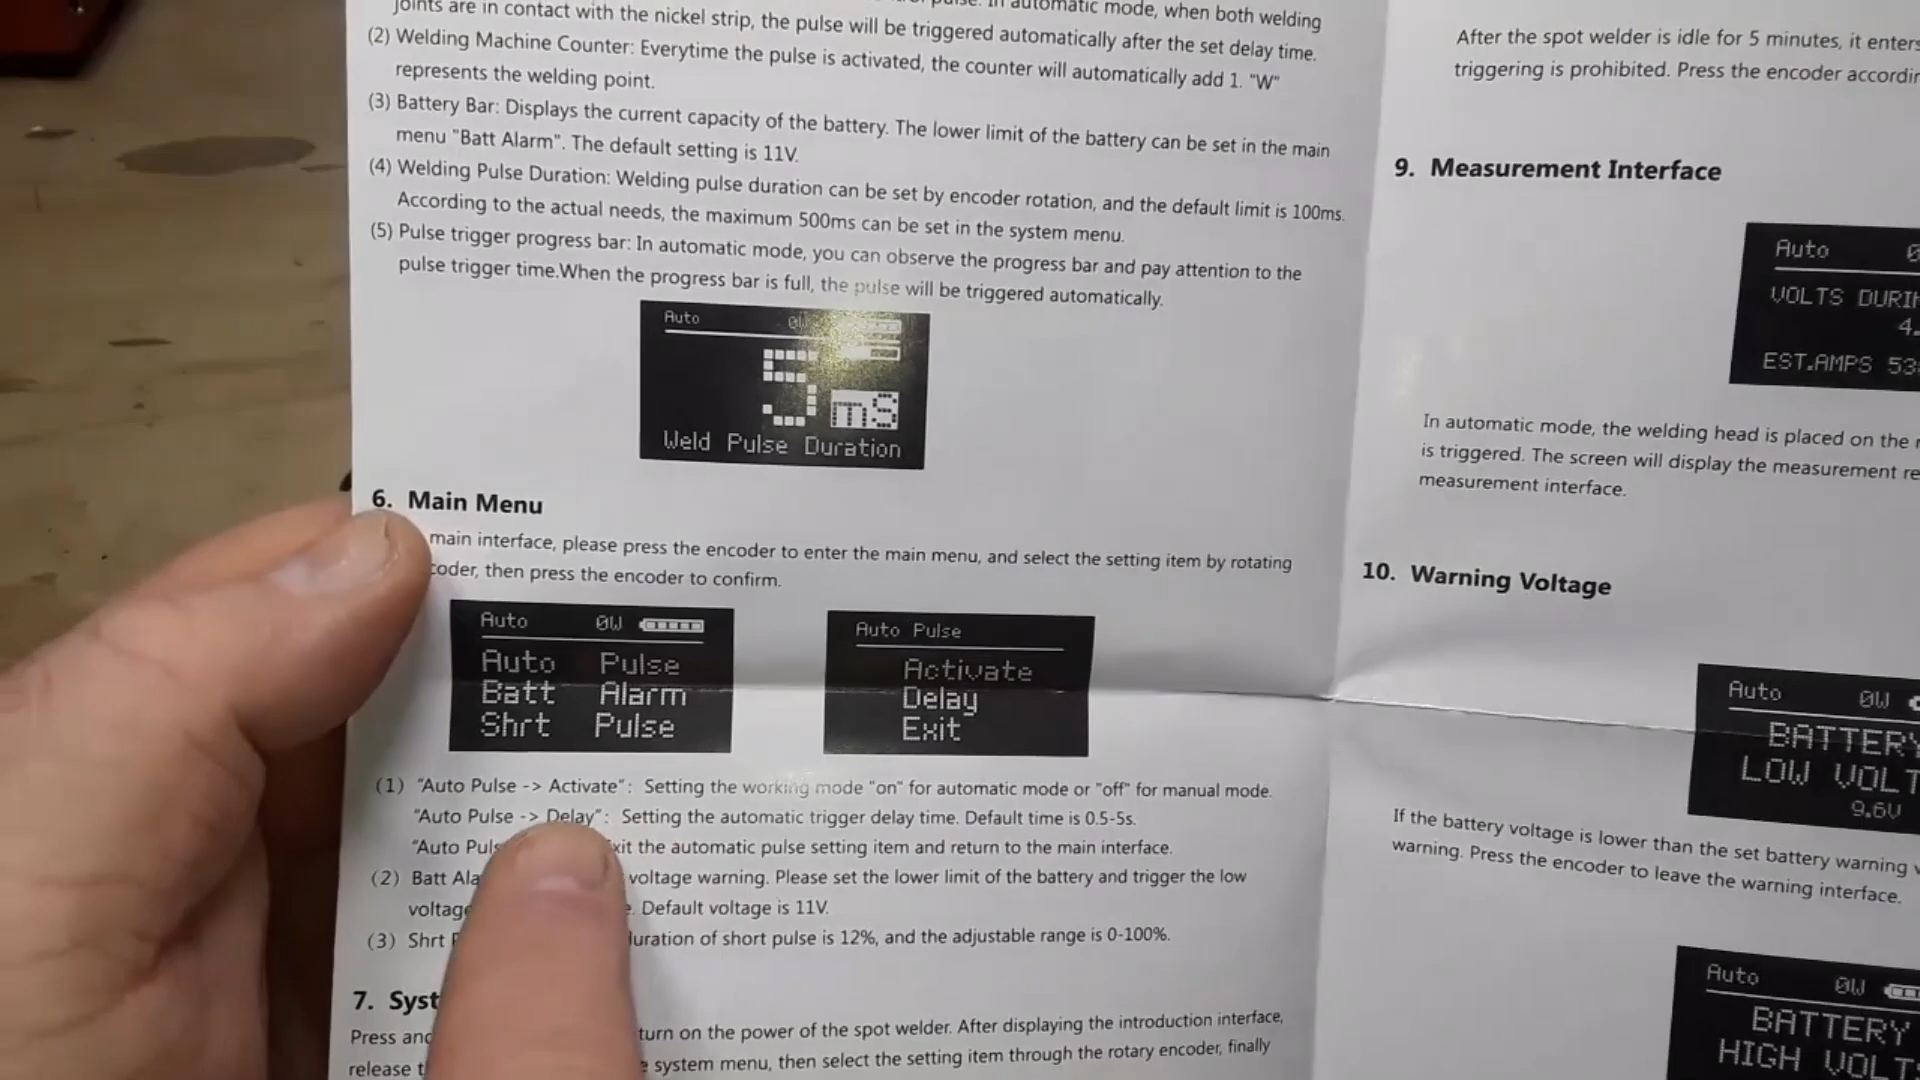 automatic mode, when both welding
joints are in contact with the nickel strip, the pulse will be triggered automatically after the set delay time.
(2) Welding Machine Counter: Everytime the pulse is activated, the counter will automatically add 1. "W"
represents the welding point.
(3) Battery Bar: Displays the current capacity of the battery. The lower limit of the battery can be set in the main
menu "Batt Alarm". The default setting is 11V.
(4) Welding Pulse Duration: Welding pulse duration can be set by encoder rotation, and the default limit is 100ms.
According to the actual needs, the maximum 500ms can be set in the system menu.
(5) Pulse trigger progress bar: In automatic mode, you can observe the progress bar and pay attention to the
pulse trigger time.When the progress bar is full, the pulse will be triggered automatically.
Auto 0W
5 mS
Weld Pulse Duration
6. Main Menu
main interface, please press the encoder to enter the main menu, and select the setting item by rotating
coder, then press the encoder to confirm.
Auto 0W
Auto Pulse
Batt Alarm
Shrt Pulse
Auto Pulse
Activate
Delay
Exit
(1) "Auto Pulse -> Activate": Setting the working mode "on" for automatic mode or "off" for manual mode.
"Auto Pulse -> Delay": Setting the automatic trigger delay time. Default time is 0.5-5s.
"Auto Puls xit the automatic pulse setting item and return to the main interface.
(2) Batt Ala voltage warning. Please set the lower limit of the battery and trigger the low
voltage . Default voltage is 11V.
(3) Shrt duration of short pulse is 12%, and the adjustable range is 0-100%.
7. Syst
Press and turn on the power of the spot welder. After displaying the introduction interface,
release t system menu, then select the setting item through the rotary encoder, finally
After the spot welder is idle for 5 minutes, it enters
triggering is prohibited. Press the encoder
9. Measurement Interface
Auto
VOLTS
4.
EST.AMPS 53
In automatic mode, the welding head is placed on the
is triggered. The screen will display the measurement
measurement interface.
10. Warning Voltage
Auto 0W
BATTERY
LOW VOLT
9.6V
If the battery voltage is lower than the set battery warning
warning. Press the encoder to leave the warning interface.
Auto 0W
BATTERY
HIGH VOLT